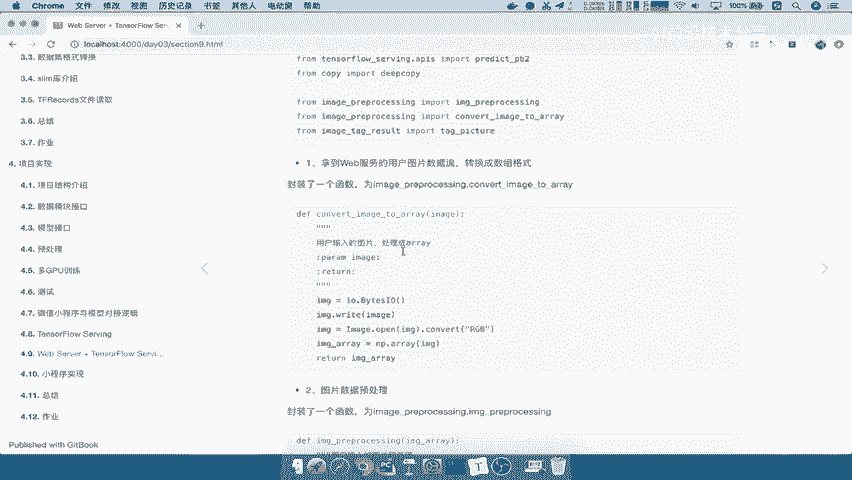 Chrome 文件 修改 视图 历史记录 书签 其他人 电动窗 帮助
100%
Web Server + TensorFlow Serv
localhost:4000/day03/section9.html
3.3. 数据集格式转换
3.4. slim库介绍
3.5. TFRecords文件读取
3.6. 总结
3.7. 作业
4. 项目实现
4.1. 项目结构介绍
4.2. 数据模块接口
4.3. 模型接口
4.4. 预处理
4.5. 多GPU训练
4.6. 测试
4.7. 微信小程序与模型对接逻辑
4.8. TensorFlow Serving
4.9. Web Server + TensorFlow Servi...
4.10. 小程序实现
4.11. 总结
4.12. 作业
Published with GitBook
from tensorflow_serving.apis import predict_pb2
from copy import deepcopy
from image_preprocessing import img_preprocessing
from image_preprocessing import convert_image_to_array
from image_tag_result import tag_picture
• 1、拿到Web服务的用户图片数据流，转换成数组格式
封装了一个函数，为image_preprocessing.convert_image_to_array
def convert_image_to_array(image):
"""
用户输入的图片，处理成array
:param image:
:return:
"""
img = io.BytesIO()
img.write(image)
img = Image.open(img).convert("RGB")
img_array = np.array(img)
return img_array
• 2、图片数据预处理
封装了一个函数，为image_preprocessing.img_preprocessing
def img_preprocessing(img_array):